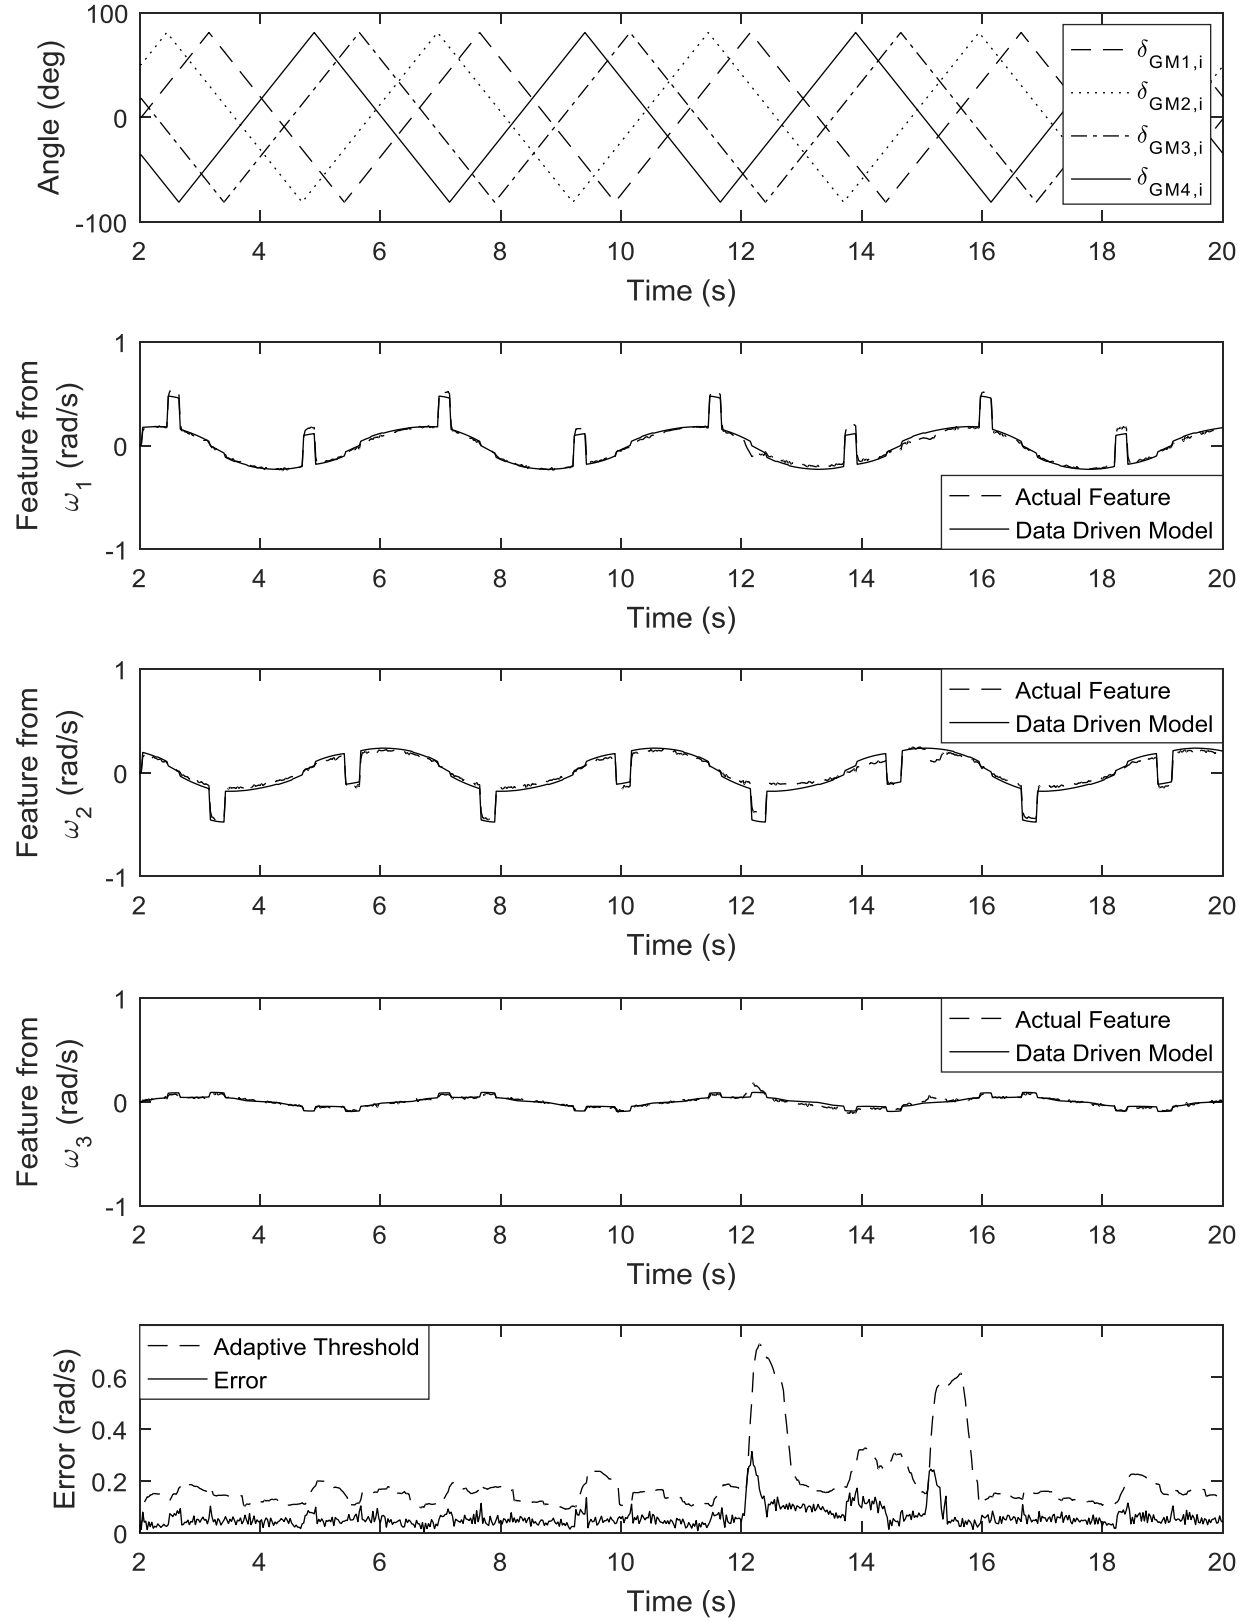 100
0
-100
Angle (deg)
δGM1,i
δGM2,i
δGM3,i
δGM4,i
2 4 6 8 10 12 14 16 18 20
Time (s)
1
0
-1
Feature from
ω1 (rad/s)
Actual Feature
Data Driven Model
2 4 6 8 10 12 14 16 18 20
Time (s)
1
0
-1
Feature from
ω2 (rad/s)
Actual Feature
Data Driven Model
2 4 6 8 10 12 14 16 18 20
Time (s)
1
0
-1
Feature from
ω3 (rad/s)
Actual Feature
Data Driven Model
2 4 6 8 10 12 14 16 18 20
Time (s)
0.6
0.4
0.2
0
Error (rad/s)
Adaptive Threshold
Error
2 4 6 8 10 12 14 16 18 20
Time (s)